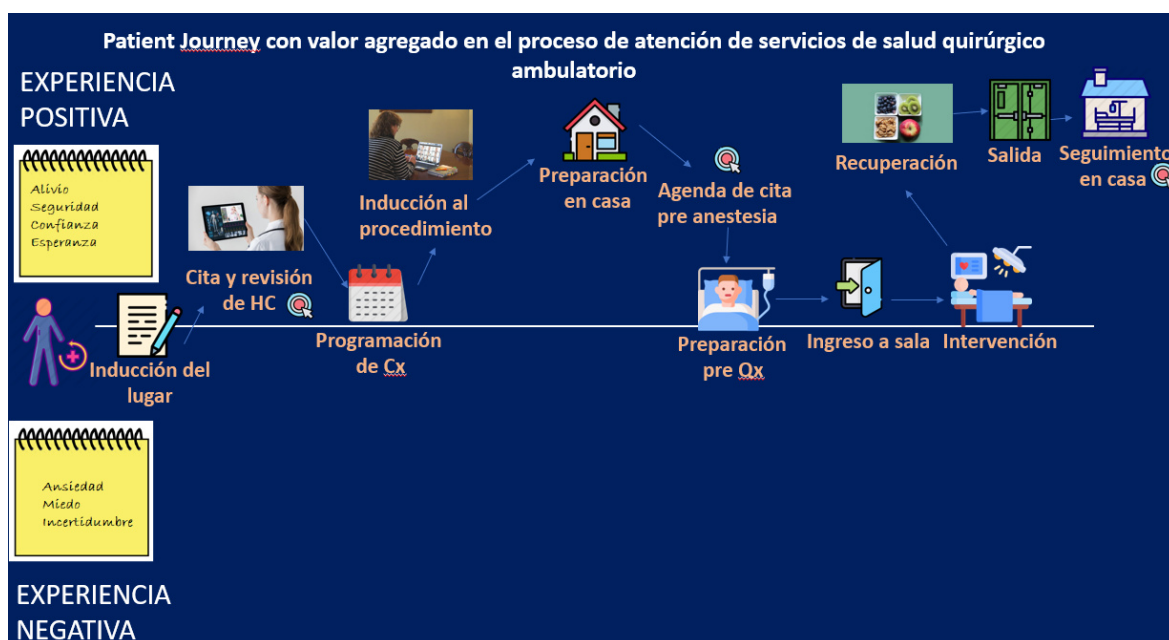 Patient Journey con valor agregado en el proceso de atención de servicios de salud quirúrgico
ambulatorio
EXPERIENCIA
POSITIVA
Alivio
Seguridad
Confianza
Esperanza
Inducción del
lugar
Cita y revisión
de HC
Programación
de Cx
Inducción al
procedimiento
Preparación
en casa
Agenda de cita
pre anestesia
Preparación
pre Qx
Ingreso a sala
Intervención
Recuperación
Salida
Seguimiento
en casa
Ansiedad
Miedo
Incertidumbre
EXPERIENCIA
NEGATIVA